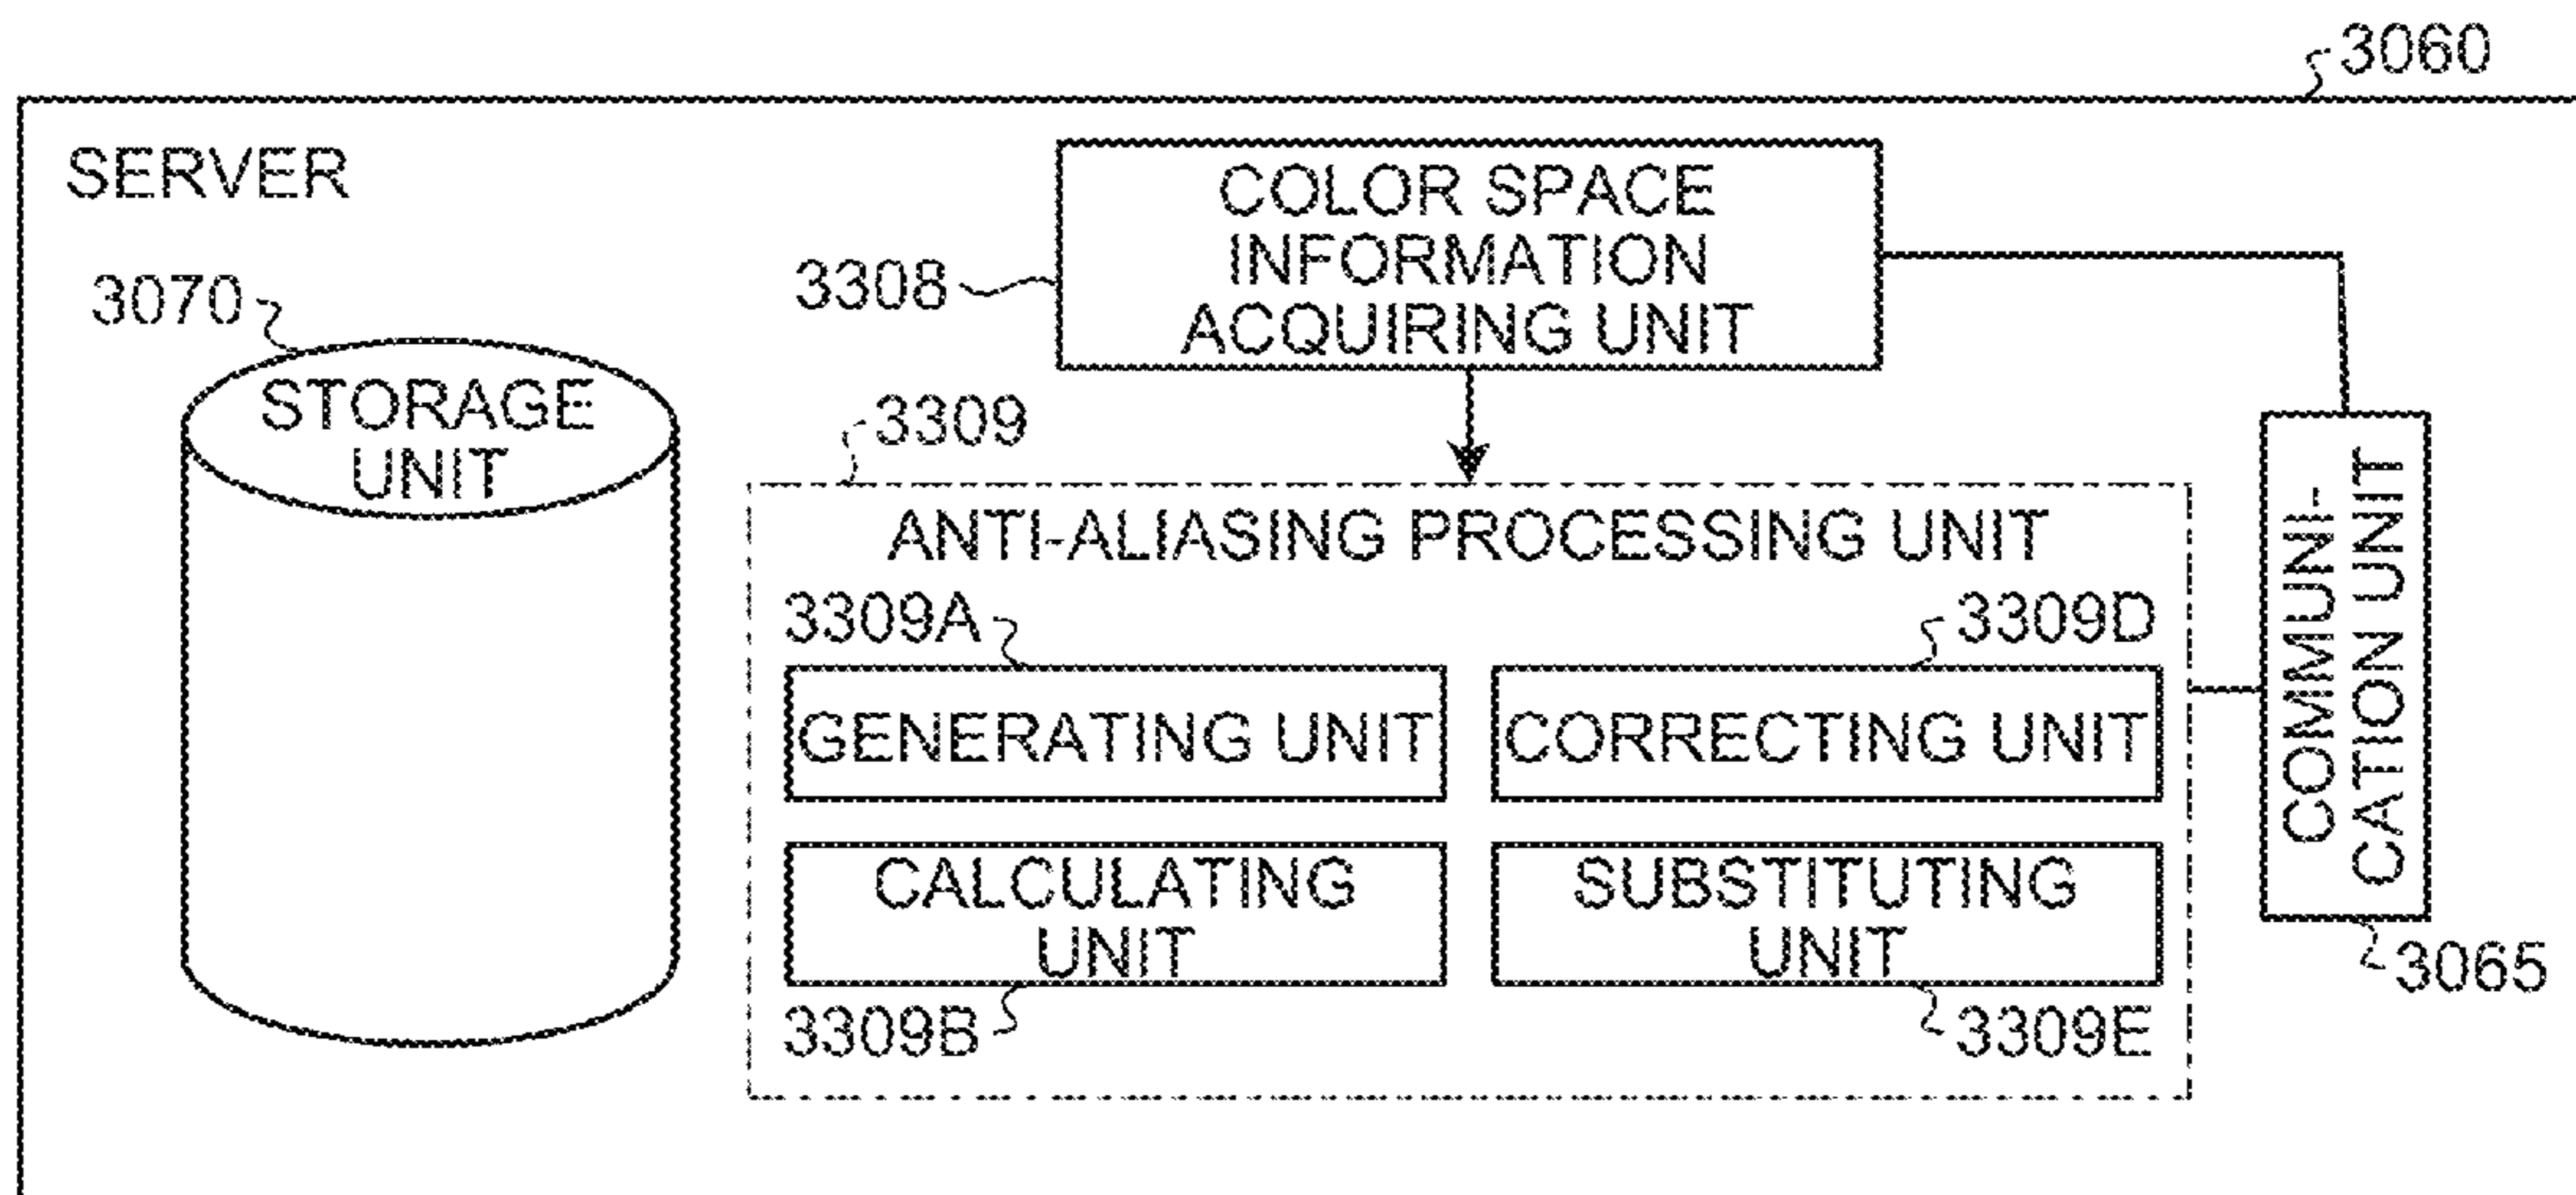 3060
SERVER
COLOR SPACE
INFORMATION
ACQUIRING UNIT
3308
3070
STORAGE
UNIT
3309
ANTI-ALIASING PROCESSING UNIT
3309A
3309D
GENERATING UNIT
CORRECTING UNIT
CALCULATING
UNIT
SUBSTITUTING
UNIT
3309B
3309E
COMMUNI-
CATION UNIT
3065